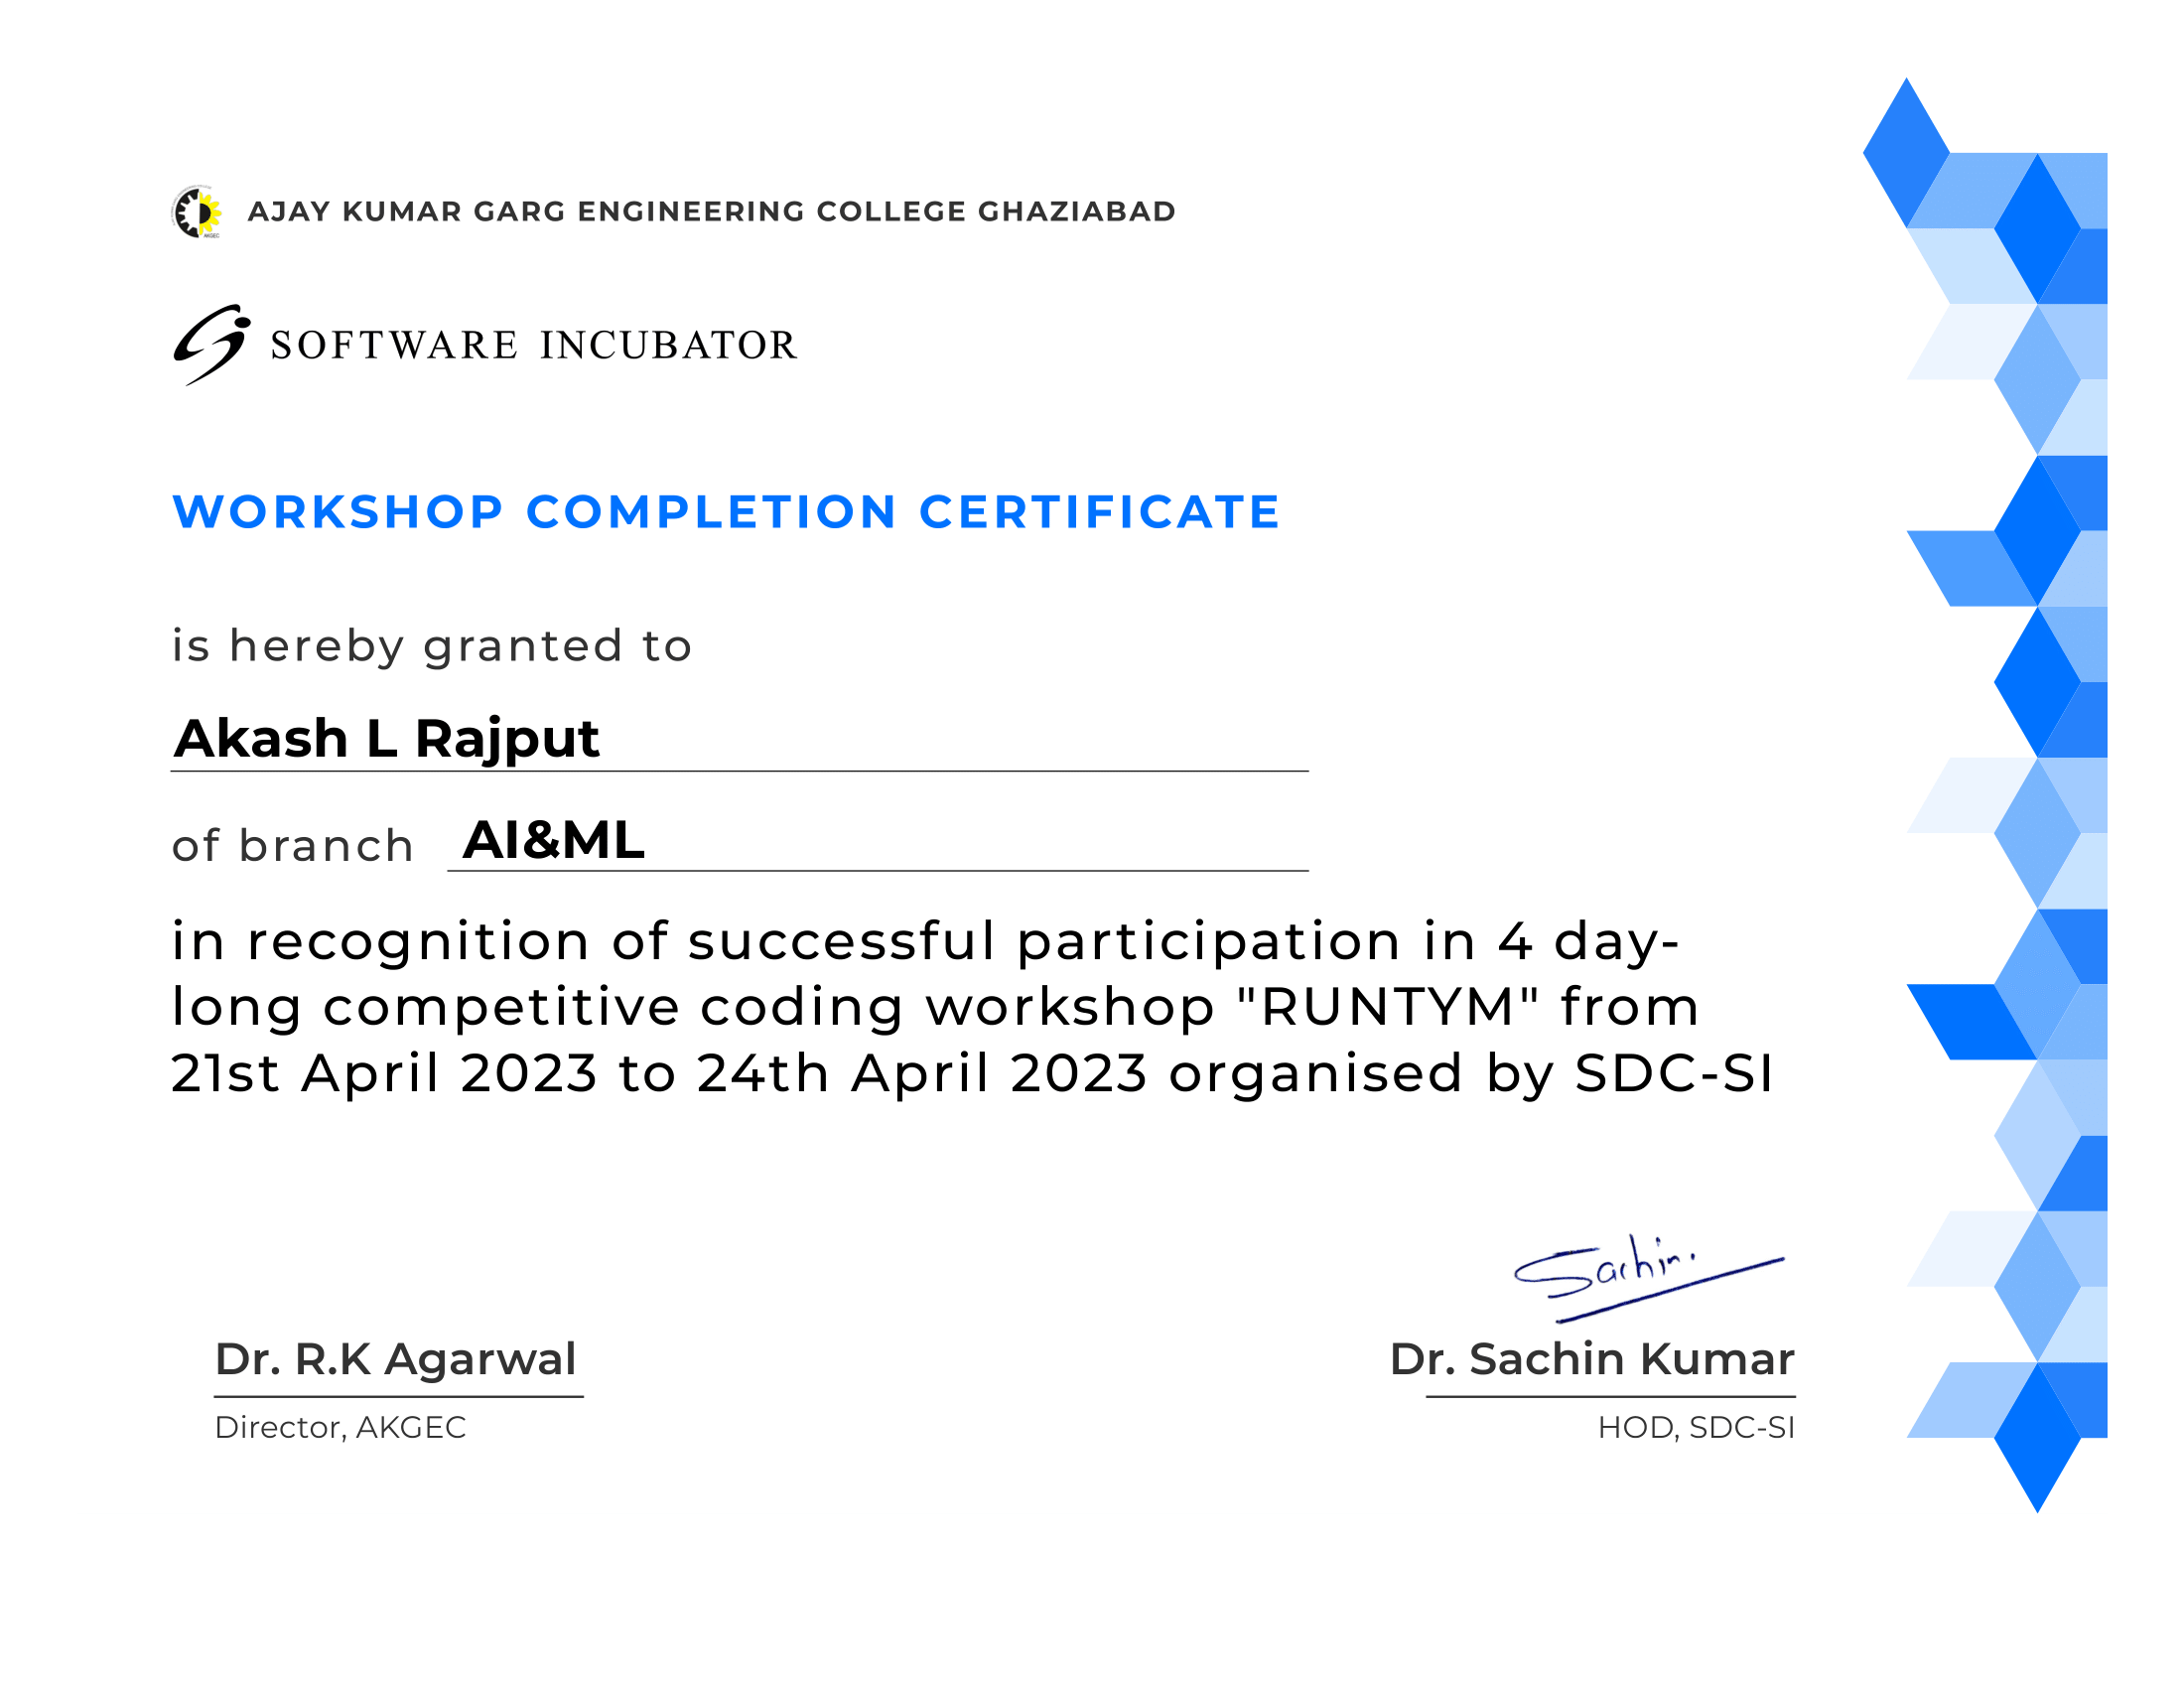 AJAY KUMAR GARG ENGINEERING COLLEGE GHAZIABAD
AKGEC
SOFTWARE INCUBATOR
WORKSHOP COMPLETION CERTIFICATE
is hereby granted to
Akash L Rajput
of branch AI&ML
in recognition of successful participation in 4 day-
long competitive coding workshop "RUNTYM" from
21st April 2023 to 24th April 2023 organised by SDC-SI
Sachin.
Dr. R.K Agarwal
Dr. Sachin Kumar
Director, AKGEC
HOD, SDC-SI